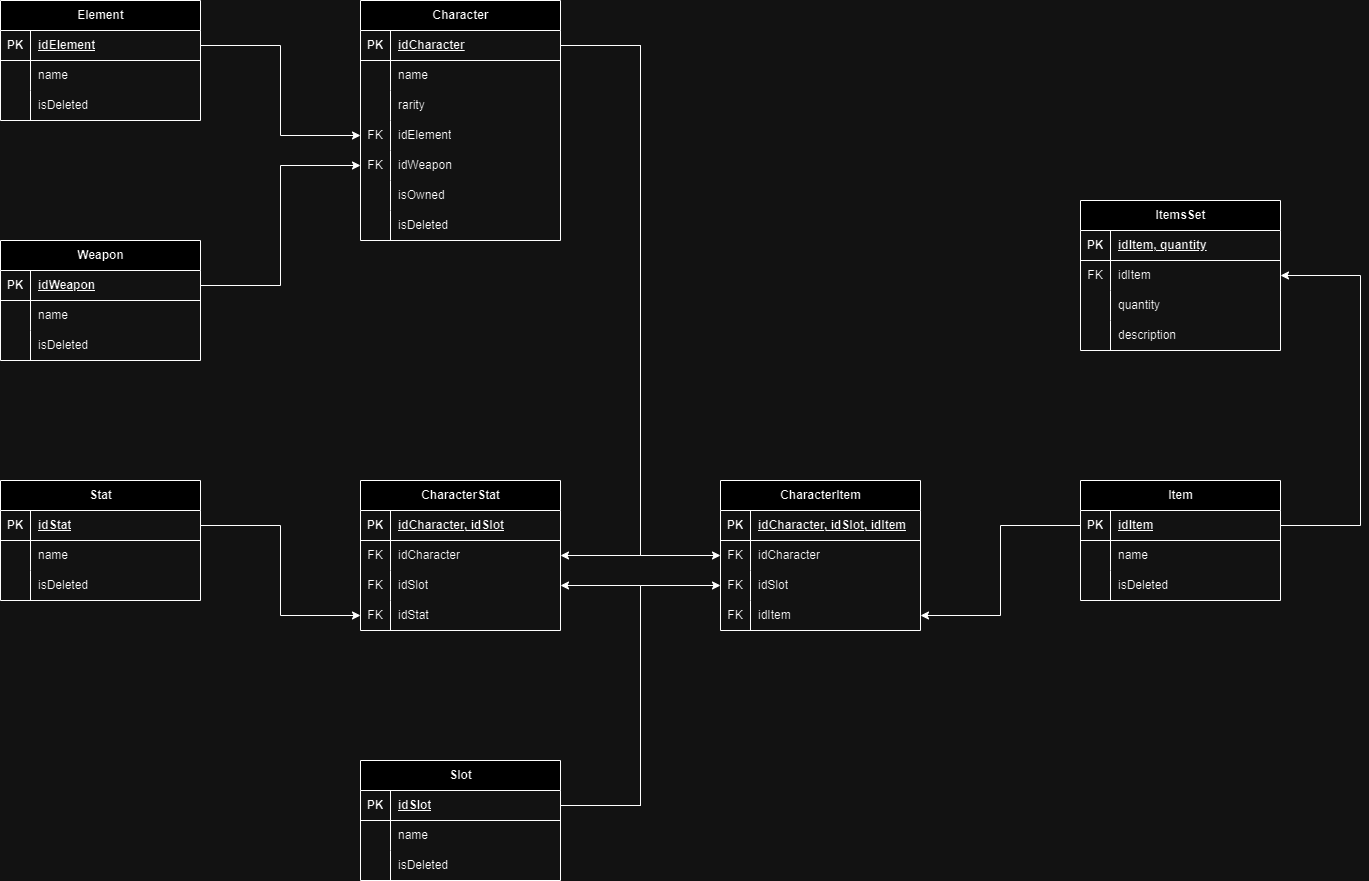 Element
PK idElement
name
isDeleted
Character
PK idCharacter
name
rarity
FK idElement
FK idWeapon
isOwned
isDeleted
Weapon
PK idWeapon
name
isDeleted
ItemsSet
PK idItem, quantity
FK idItem
quantity
description
Stat
PK idStat
name
isDeleted
CharacterStat
PK idCharacter, idSlot
FK idCharacter
FK idSlot
FK idStat
CharacterItem
PK idCharacter, idSlot, idItem
FK idCharacter
FK idSlot
FK idItem
Item
PK idItem
name
isDeleted
Slot
PK idSlot
name
isDeleted